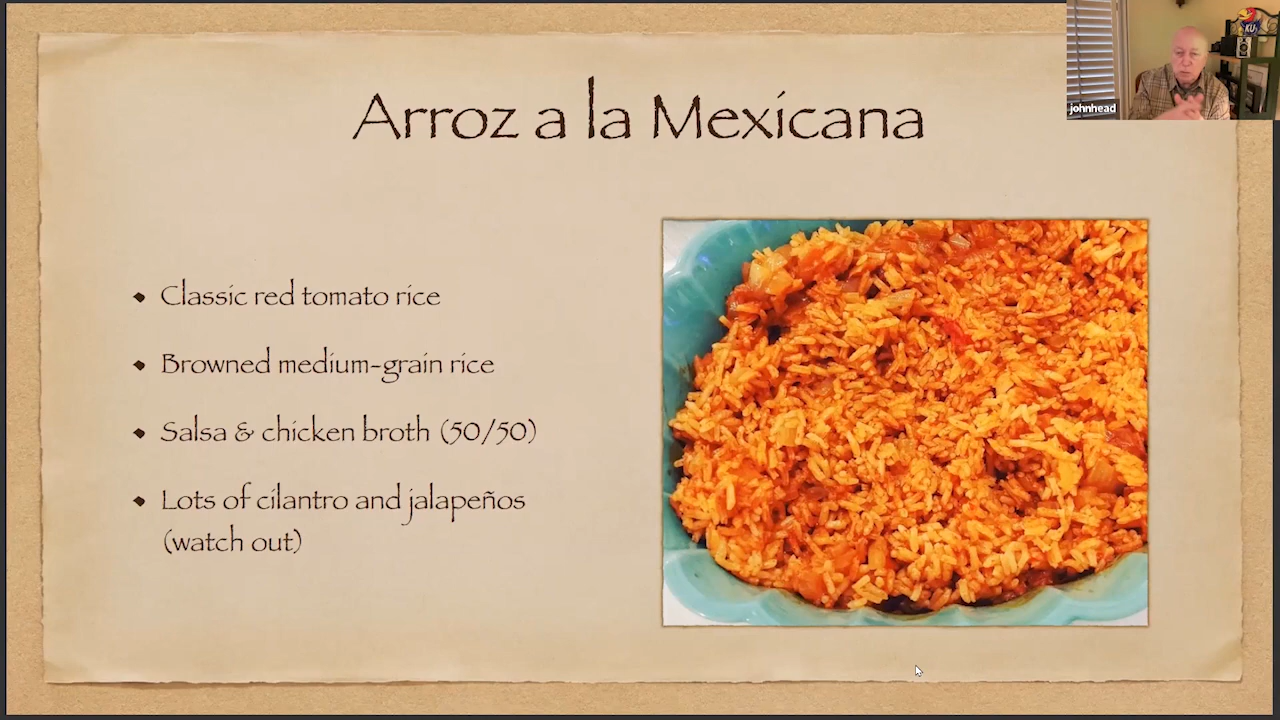 Arroz a la Mexicana
johnhead
KU
Classic red tomato rice
Browned medium-grain rice
Salsa & chicken broth (50/50)
Lots of cilantro and jalapeños
(watch out)